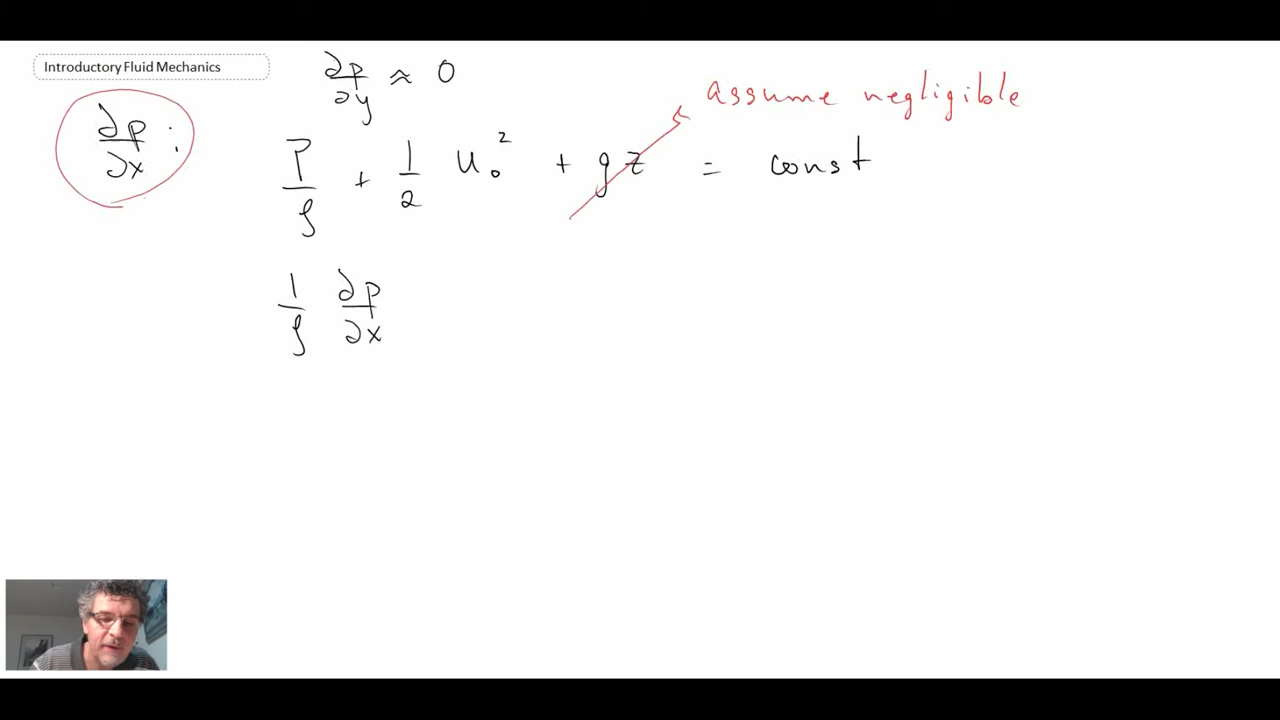 Introductory Fluid Mechanics
∂p/∂y ≈ 0
assume negligible
∂p/∂x :
P/ρ + 1/2 U₀² + gz = const
1/ρ ∂p/∂x